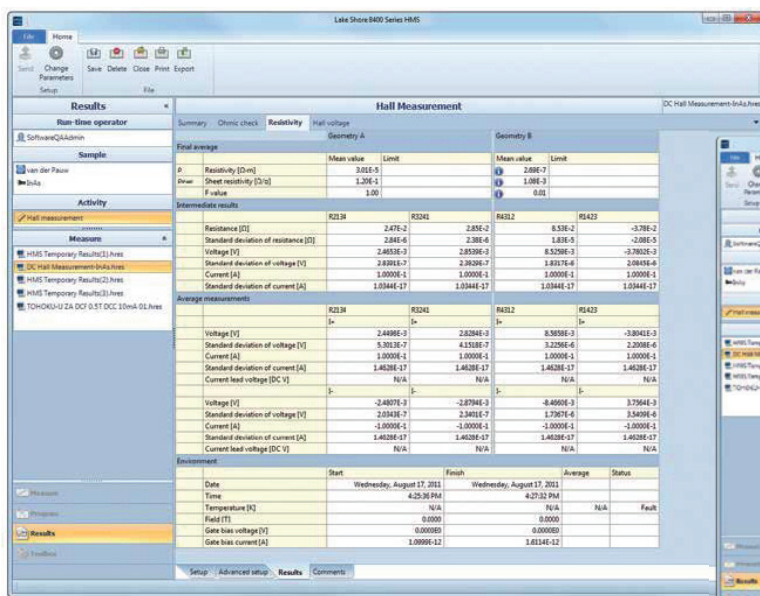 Lake Shore 8400 Series HMS
File Home
Send Change Parameters Save Delete Close Print Export
Setup File
Results « Hall Measurement DC Hall Measurement-InAs.hres
Run-time operator
SoftwareQAAdmin
Sample
van der Pauw
InAs
Activity
Hall measurement
Measure
HMS Temporary Results(1).hres
DC Hall Measurement-InAs.hres
HMS Temporary Results(2).hres
HMS Temporary Results(3).hres
TOHOKU-U ZA DCF 0.5T DCC 10mA 01.hres
Measure
Results
Toolbox
Summary Ohmic check Resistivity Hall voltage
Geometry A Geometry B
Final average
Mean value Limit Mean value Limit
ρ Resistivity [Ω-m] 3.01E-5 2.69E-7
Sheet resistivity [Ω/□] 1.20E-1 1.08E-3
F value 1.00 0.01
Intermediate results
R2134 R3241 R4312 R1423
Resistance [Ω] 2.47E-2 2.85E-2 8.53E-2 -3.78E-2
Standard deviation of resistance [Ω] 2.84E-6 2.38E-6 1.83E-5 -2.08E-5
Voltage [V] 2.4653E-3 2.8539E-3 8.5259E-3 -3.7802E-3
Standard deviation of voltage [V] 2.8391E-7 2.3829E-7 1.8317E-6 2.0845E-6
Current [A] 1.0000E-1 1.0000E-1 1.0000E-1 1.0000E-1
Standard deviation of current [A] 1.0344E-17 1.0344E-17 1.0344E-17 1.0344E-17
Average measurements
R2134 R3241 R4312 R1423
I+ I+ I+ I+
Voltage [V] 2.4498E-3 2.8284E-3 8.5858E-3 -3.8041E-3
Standard deviation of voltage [V] 5.3013E-7 4.1518E-7 3.2256E-6 2.2008E-6
Current [A] 1.0000E-1 1.0000E-1 1.0000E-1 1.0000E-1
Standard deviation of current [A] 1.4628E-17 1.4628E-17 1.4628E-17 1.4628E-17
Current lead voltage [DC V] N/A N/A N/A N/A
I- I- I- I-
Voltage [V] -2.4807E-3 -2.8794E-3 -8.4660E-3 3.7564E-3
Standard deviation of voltage [V] 2.0343E-7 2.3401E-7 1.7367E-6 3.5409E-6
Current [A] -1.0000E-1 -1.0000E-1 -1.0000E-1 -1.0000E-1
Standard deviation of current [A] 1.4628E-17 1.4628E-17 1.4628E-17 1.4628E-17
Current lead voltage [DC V] N/A N/A N/A N/A
Environment
Start Finish Average Status
Date Wednesday, August 17, 2011 Wednesday, August 17, 2011
Time 4:25:36 PM 4:27:32 PM
Temperature [K] N/A N/A N/A Fault
Field [T] 0.0000 0.0000
Gate bias voltage [V] 0.0000E0 0.0000E0
Gate bias current [A] 1.0899E-12 1.8114E-12
Setup Advanced setup Results Comments
File
Send
Setup
Results